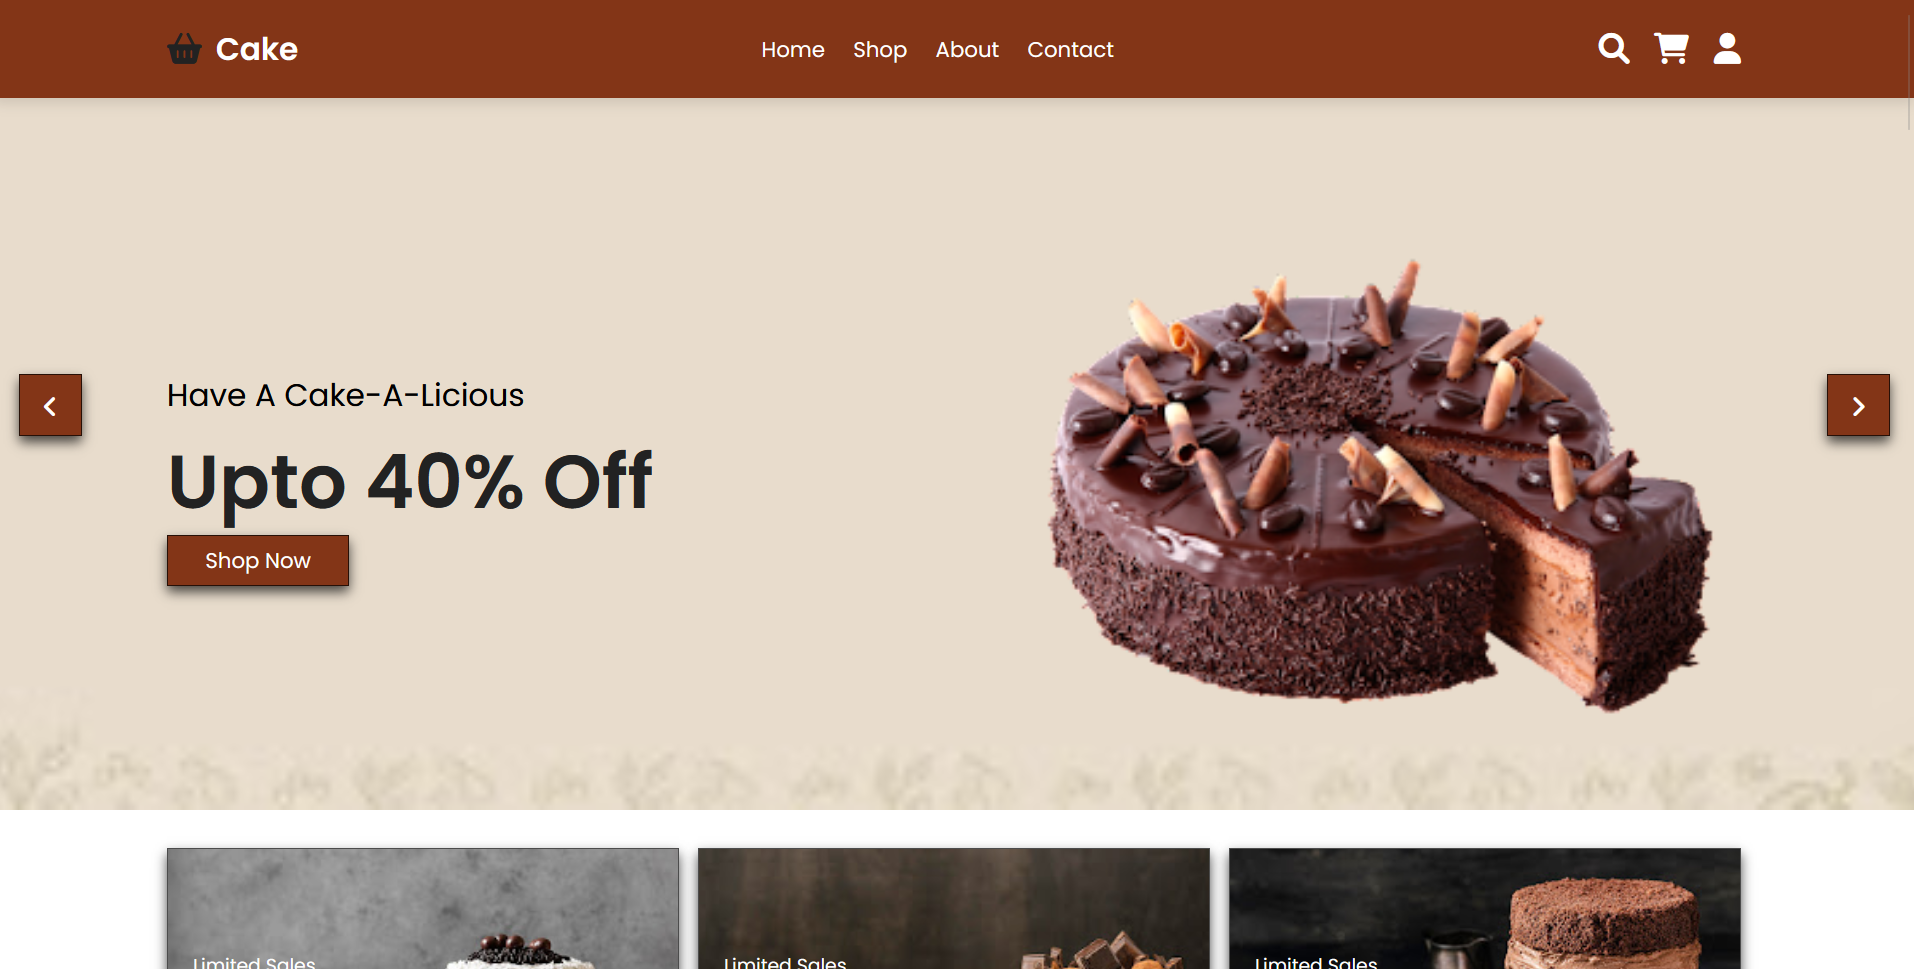 Cake
Home Shop About Contact
Have A Cake-A-Licious
Upto 40% Off
Shop Now
Limited Sales
Limited Sales
Limited Sales